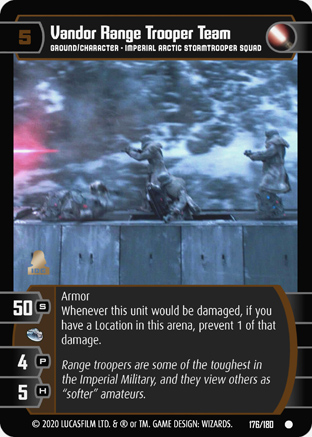 5
Vandor Range Trooper Team
GROUND/CHARACTER • IMPERIAL ARCTIC STORMTROOPER SQUAD
50 S
4 P
5 H
Armor
Whenever this unit would be damaged, if you
have a Location in this arena, prevent 1 of that
damage.
Range troopers are some of the toughest in
the Imperial Military, and they view others as
“softer” amateurs.
© 2020 LUCASFILM LTD. & ® or TM. GAME DESIGN: WIZARDS.
176/180